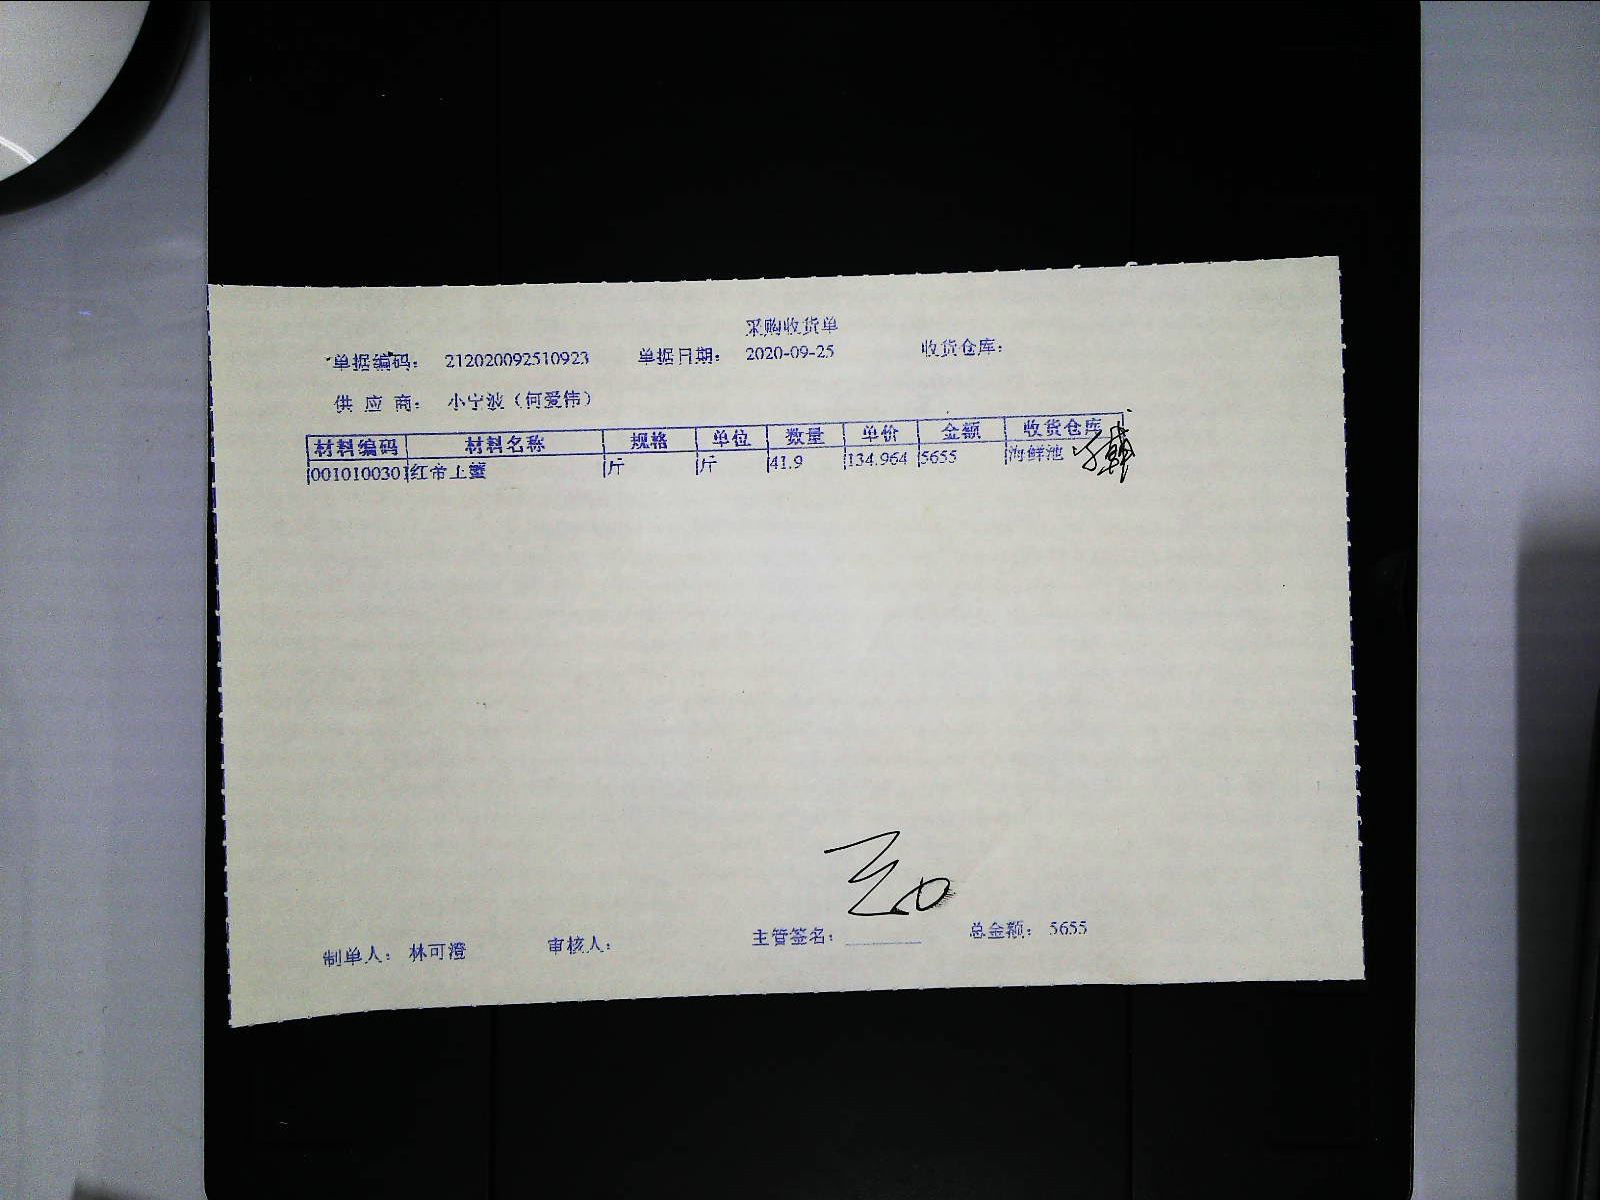 采购收货单
单据编码： 212020092510923 单据日期： 2020-09-25 收货仓库：
供 应 商： 小宁波（何爱伟）
材料编码 材料名称 规格 单位 数量 单价 金额 收货仓库
0010100301 红帝王蟹 斤 斤 41.9 134.964 5655 海鲜池
制单人： 林可澄 审核人： 主管签名： 总金额： 5655